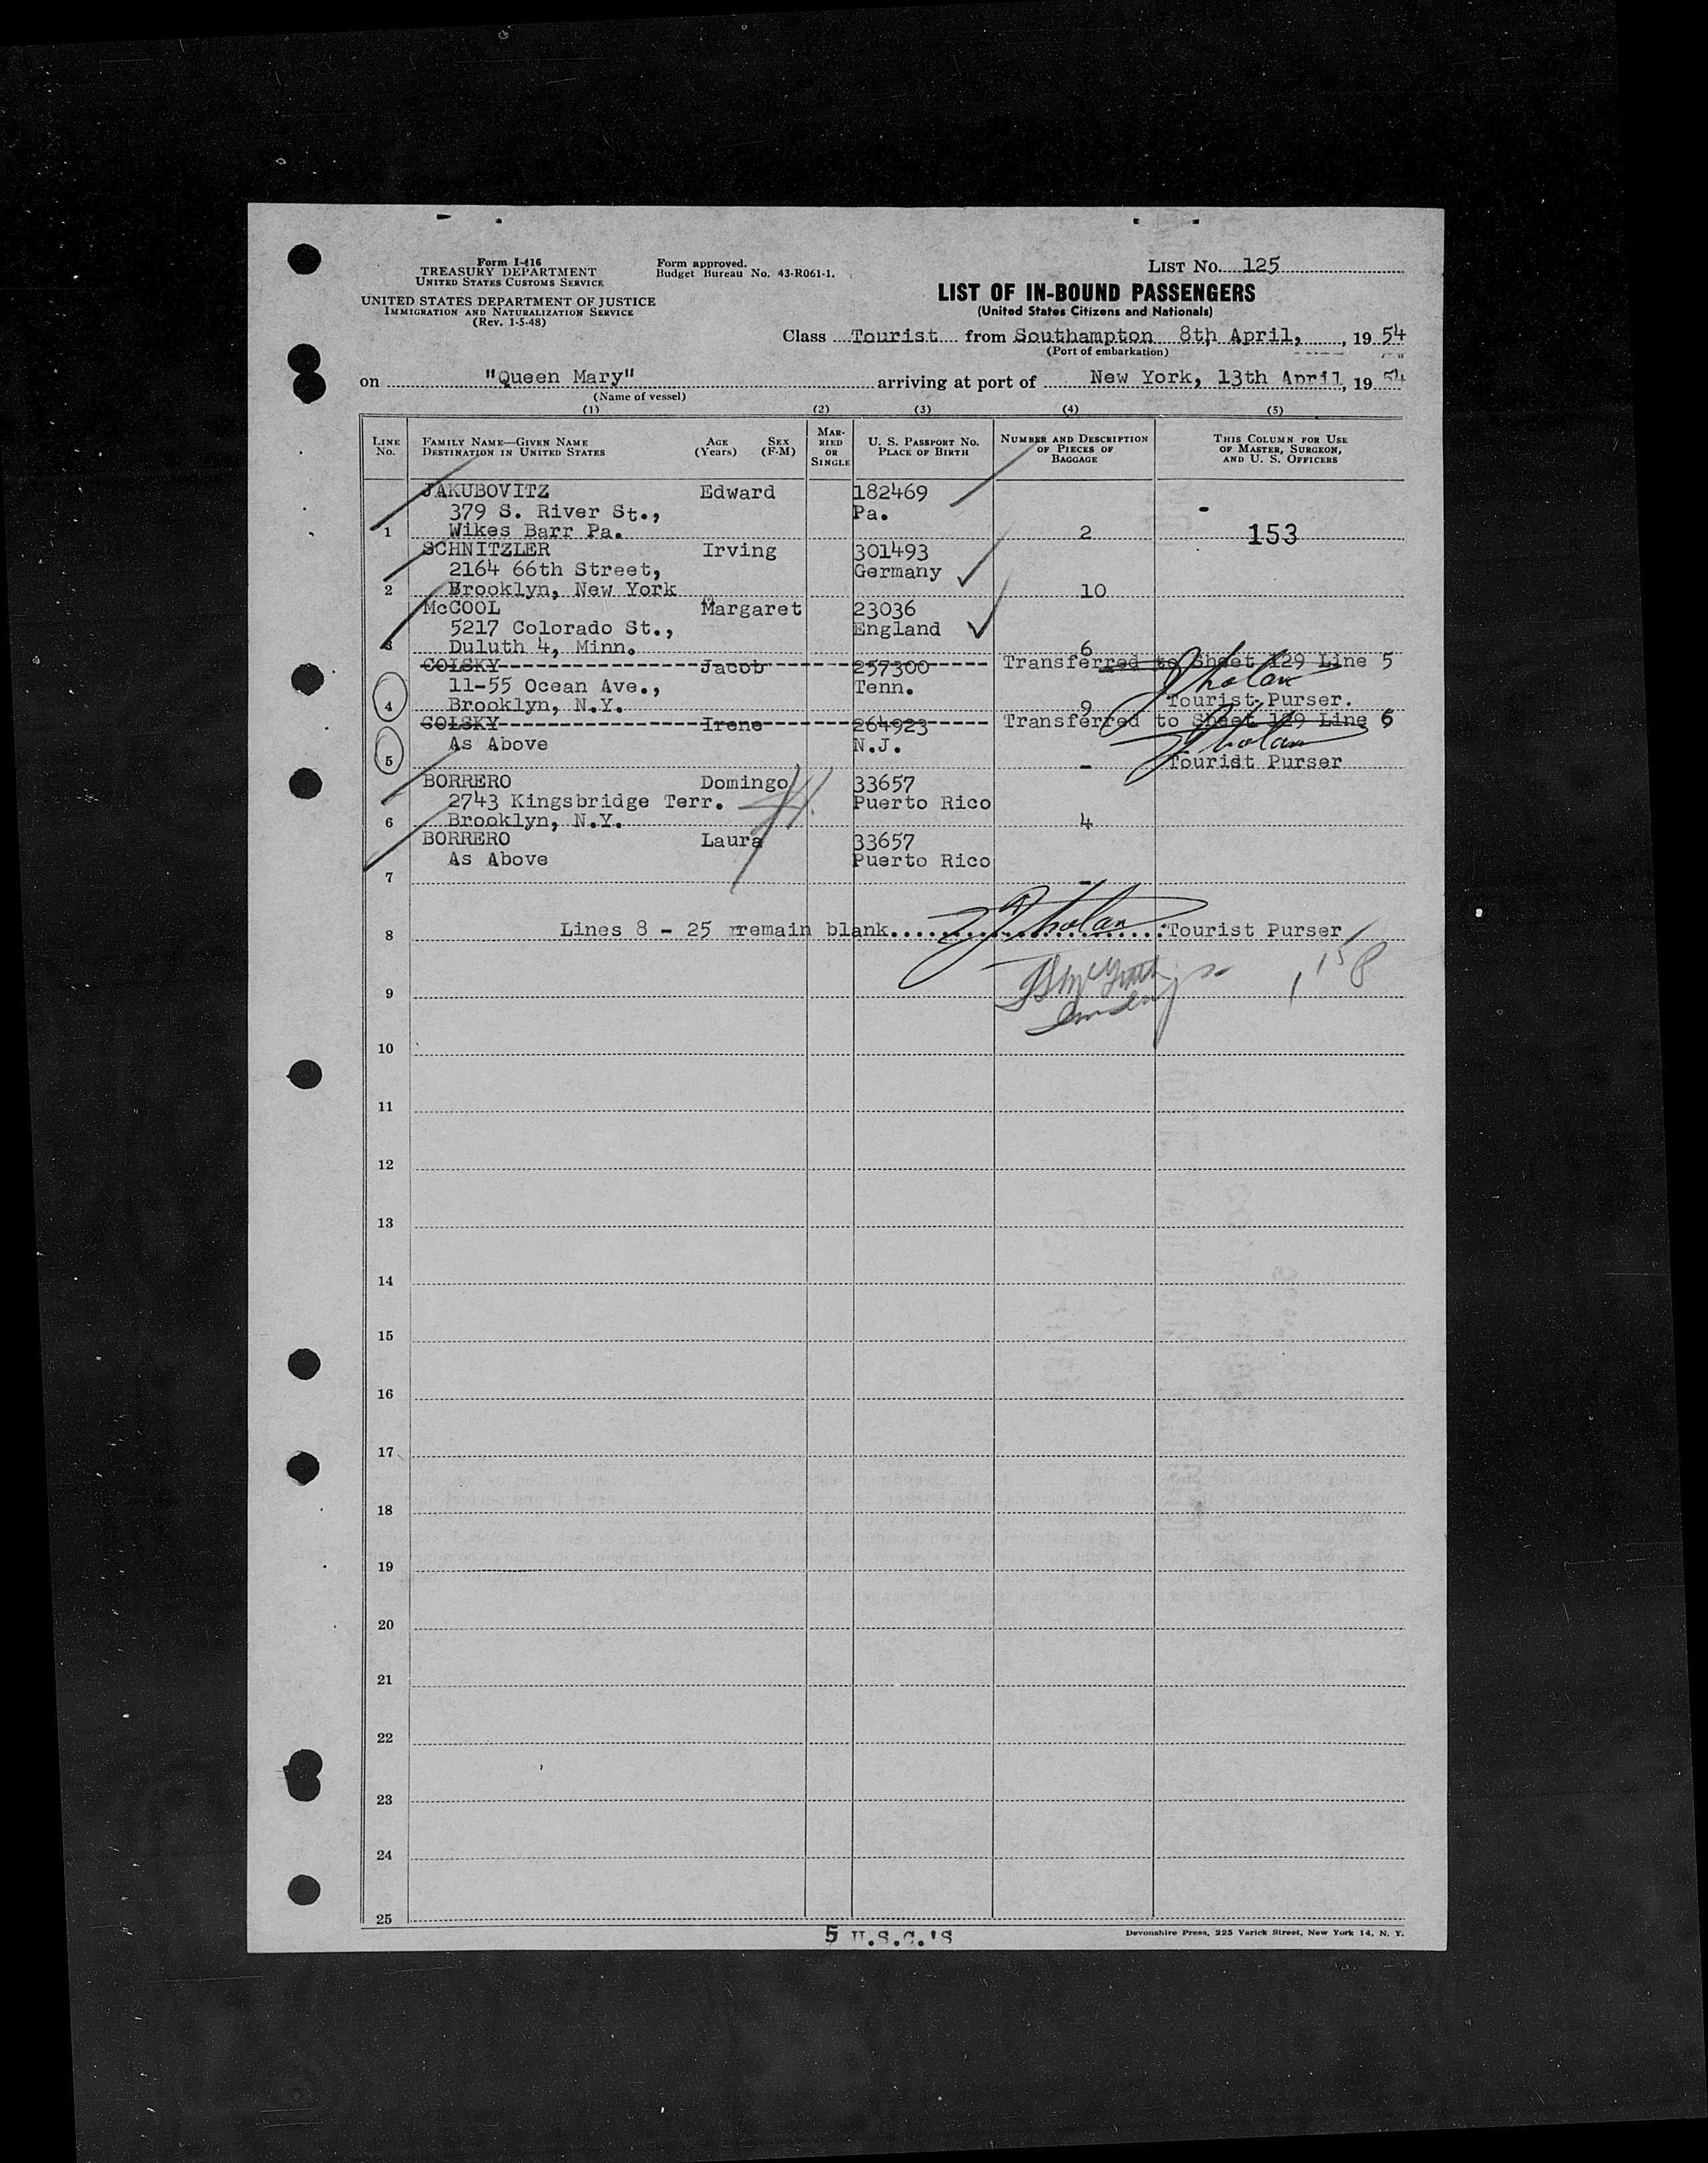 Form I-416
TREASURY DEPARTMENT
UNITED STATES CUSTOMS SERVICE
UNITED STATES DEPARTMENT OF JUSTICE
IMMIGRATION AND NATURALIZATION SERVICE
(Rev. 1-5-48)
Form approved.
Budget Bureau No. 43-R061-1.
LIST No. 125
LIST OF IN-BOUND PASSENGERS
(United States Citizens and Nationals)
Class Tourist from Southampton 8th April, , 19 54
(Port of embarkation)
on "Queen Mary" arriving at port of New York, 13th April, 19 54
(Name of vessel)
(1) (2) (3) (4) (5)
LINE No. FAMILY NAME—GIVEN NAME DESTINATION IN UNITED STATES AGE (Years) SEX (F-M) MARRIED OR SINGLE U. S. PASSPORT No. PLACE OF BIRTH NUMBER AND DESCRIPTION OF PIECES OF BAGGAGE THIS COLUMN FOR USE OF MASTER, SURGEON, AND U. S. OFFICERS
JAKUBOVITZ Edward 182469
379 S. River St., Pa.
1 Wikes Barr Pa. 2 153
SCHNITZLER Irving 301493
2164 66th Street, Germany
2 Brooklyn, New York 10
McCOOL Margaret 23036
5217 Colorado St., England
3 Duluth 4, Minn. 6
GOLSKY Jacob 257300 Transferred to Sheet 129 Line 5
11-55 Ocean Ave., Tenn.
4 Brooklyn, N.Y. 9 Tourist Purser.
GOLSKY Irene 264923 Transferred to Sheet 129 Line 6
As Above N.J.
5 - Tourist Purser
BORRERO Domingo 33657
2743 Kingsbridge Terr. Puerto Rico
6 Brooklyn, N.Y. 4
BORRERO Laura 33657
As Above Puerto Rico
7 -
8 Lines 8 - 25 remain blank Tourist Purser
9
10
11
12
13
14
15
16
17
18
19
20
21
22
23
24
25
5 U.S.C.'S
Devonshire Press, 225 Varick Street, New York 14, N. Y.